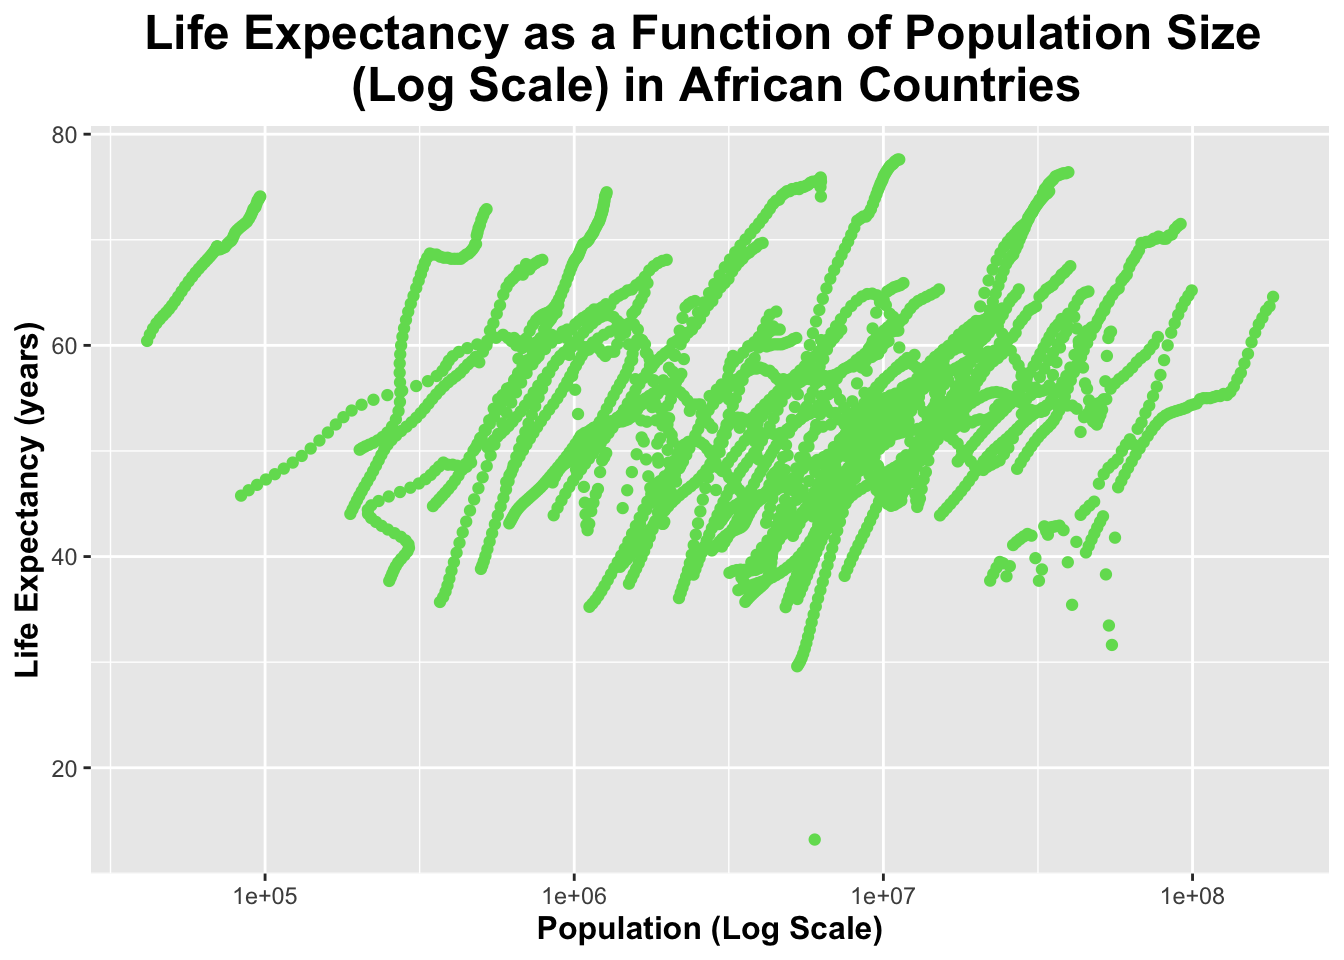 Life Expectancy as a Function of Population Size
(Log Scale) in African Countries
80
60
40
20
Life Expectancy (years)
1e+05 1e+06 1e+07 1e+08
Population (Log Scale)